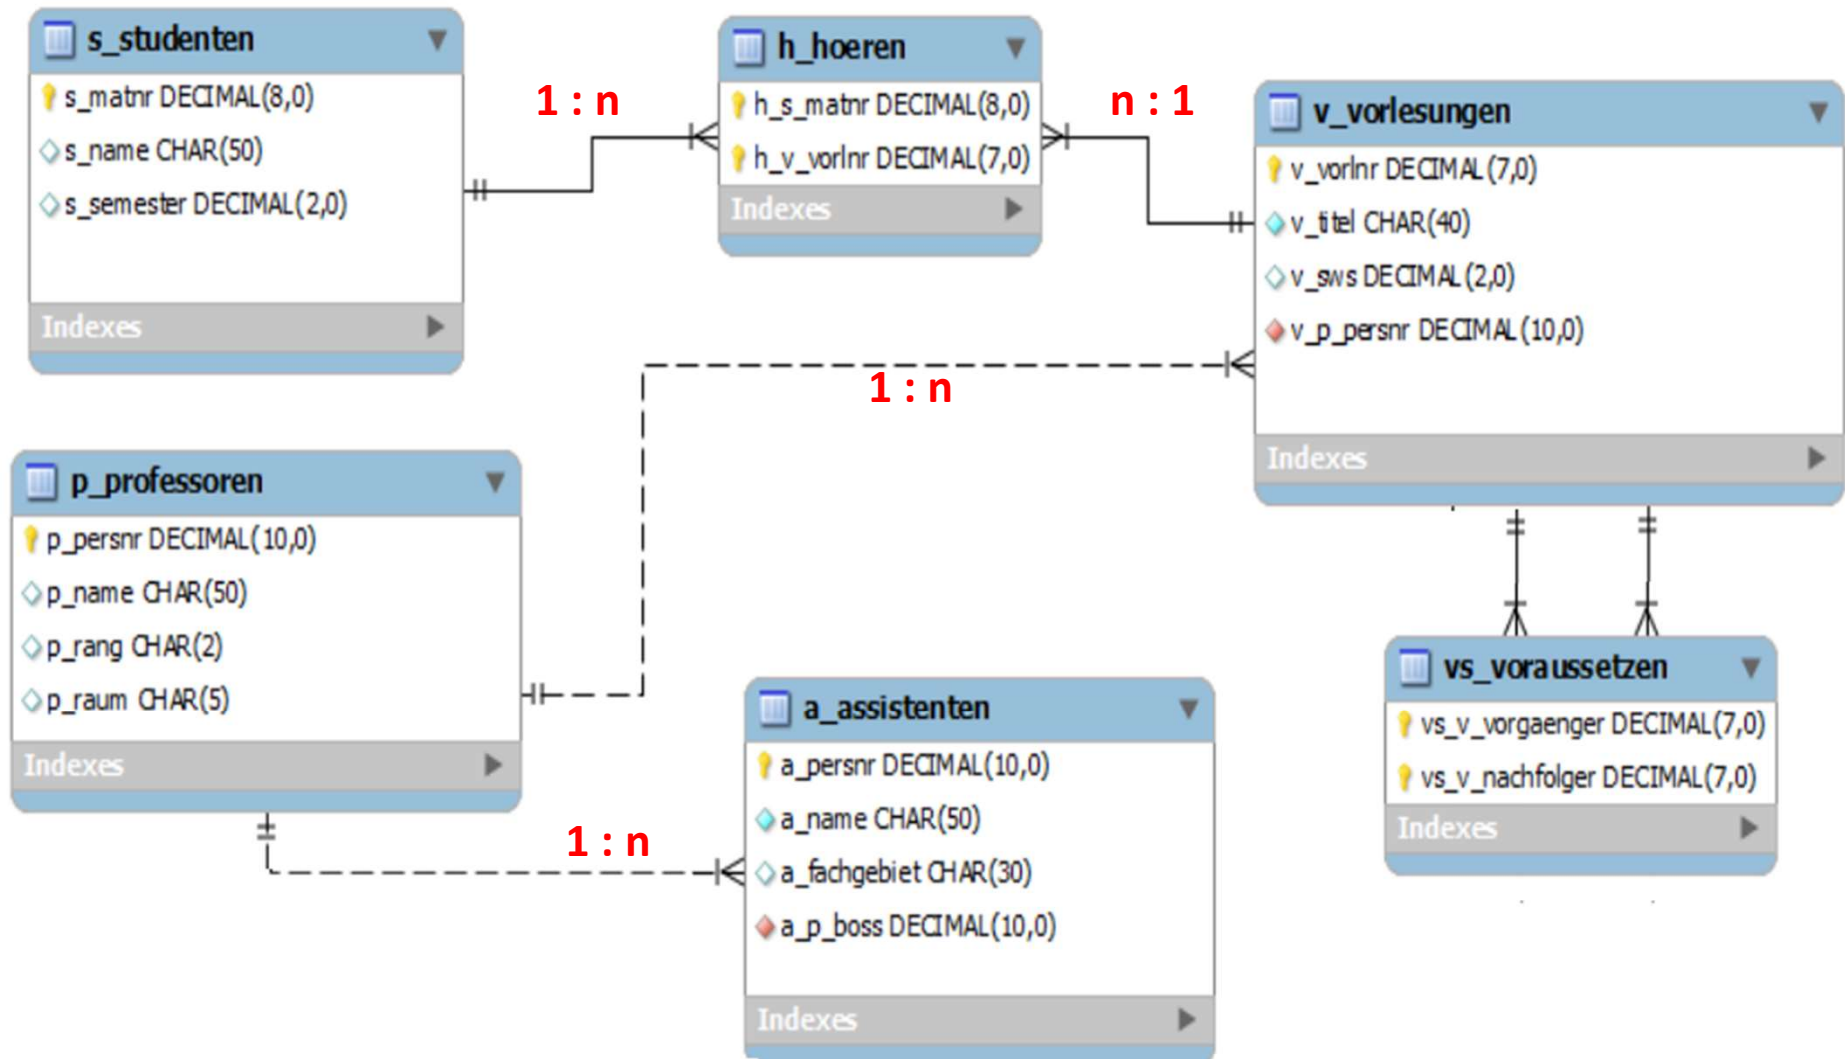 s_studenten
s_matnr DECIMAL(8,0)
s_name CHAR(50)
s_semester DECIMAL(2,0)
Indexes
1 : n
h_hoeren
h_s_matnr DECIMAL(8,0)
h_v_vorlnr DECIMAL(7,0)
Indexes
n : 1
v_vorlesungen
v_vorlnr DECIMAL(7,0)
v_titel CHAR(40)
v_sws DECIMAL(2,0)
v_p_persnr DECIMAL(10,0)
Indexes
1 : n
p_professoren
p_persnr DECIMAL(10,0)
p_name CHAR(50)
p_rang CHAR(2)
p_raum CHAR(5)
Indexes
1 : n
a_assistenten
a_persnr DECIMAL(10,0)
a_name CHAR(50)
a_fachgebiet CHAR(30)
a_p_boss DECIMAL(10,0)
Indexes
vs_voraussetzen
vs_v_vorgaenger DECIMAL(7,0)
vs_v_nachfolger DECIMAL(7,0)
Indexes